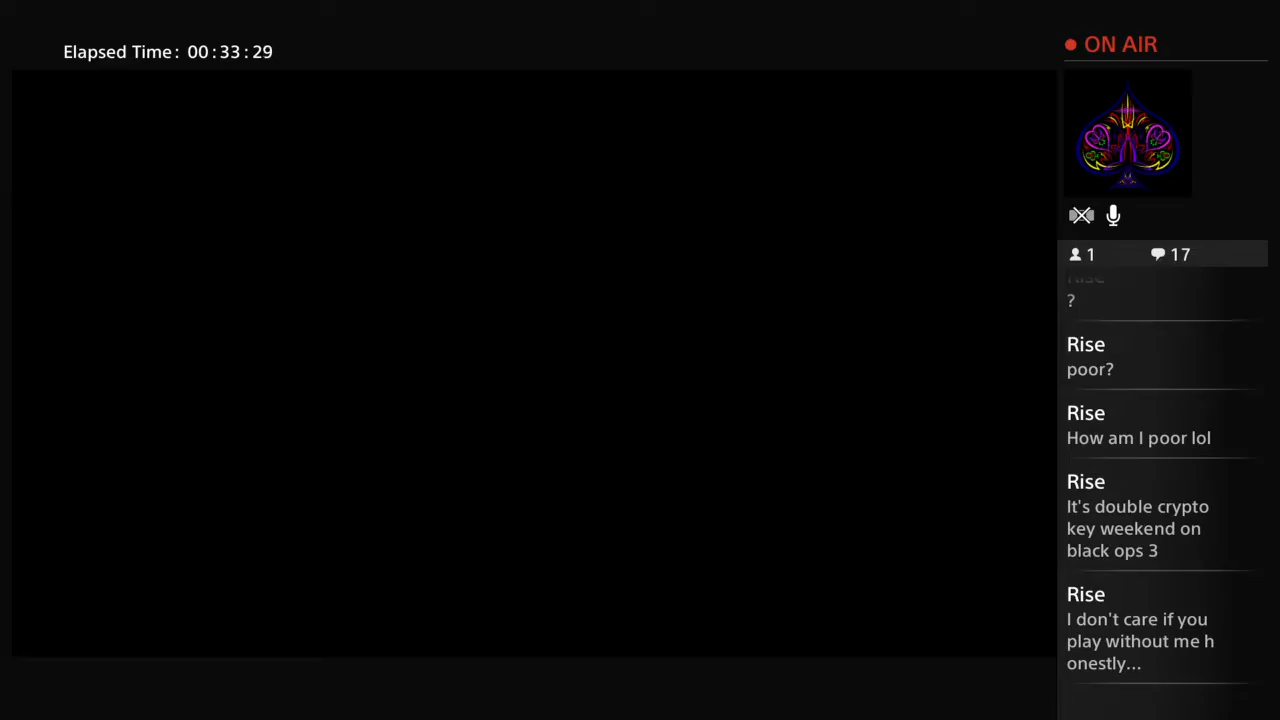 Elapsed Time: 00:33:29
ON AIR
1 17
?
Rise
poor?
Rise
How am I poor lol
Rise
It's double crypto
key weekend on
black ops 3
Rise
I don't care if you
play without me h
onestly...